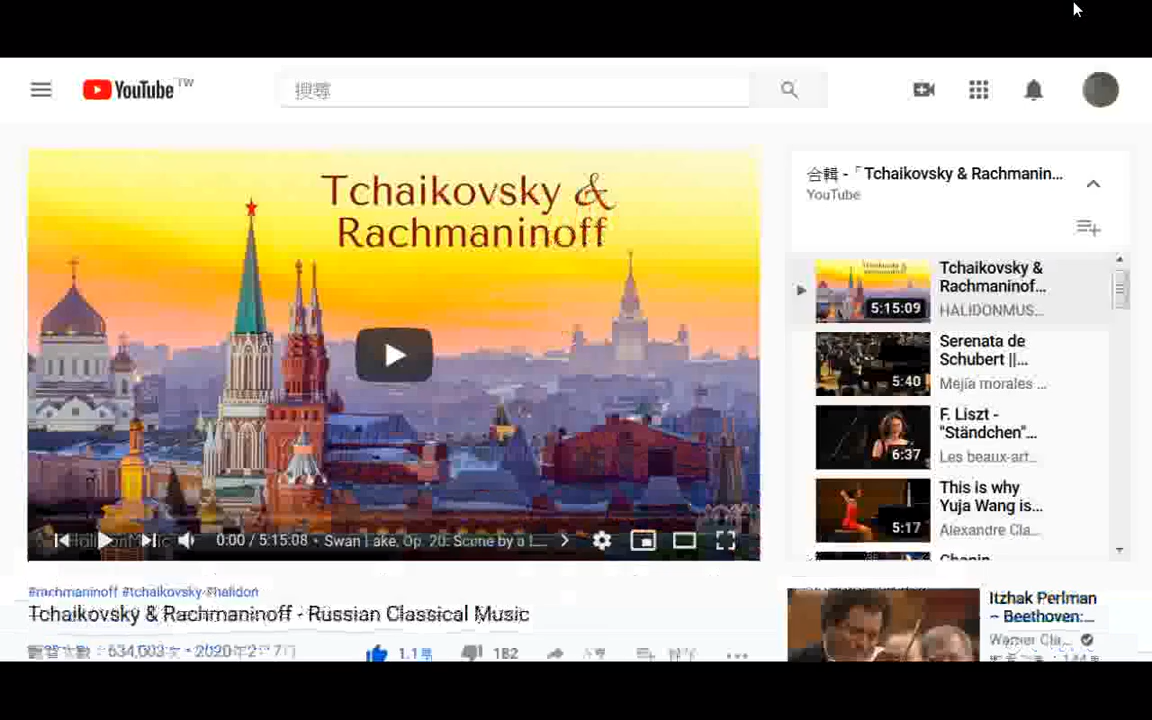 YouTube TW
搜尋
Tchaikovsky &
Rachmaninoff
0:00 / 5:15:08 • Swan Lake, Op. 20: Scene by a l...
#rachmaninoff #tchaikovsky #halidon
Tchaikovsky & Rachmaninoff - Russian Classical Music
1.1萬 182
合輯 -「Tchaikovsky & Rachmanin...
YouTube
Tchaikovsky &
Rachmaninof...
HALIDONMUS...
5:15:09
Serenata de
Schubert ||...
Mejía morales ...
5:40
F. Liszt -
"Ständchen"...
Les beaux-art...
6:37
This is why
Yuja Wang is...
Alexandre Cla...
5:17
Chopin
Itzhak Perlman
– Beethoven:...
Warner Cla...